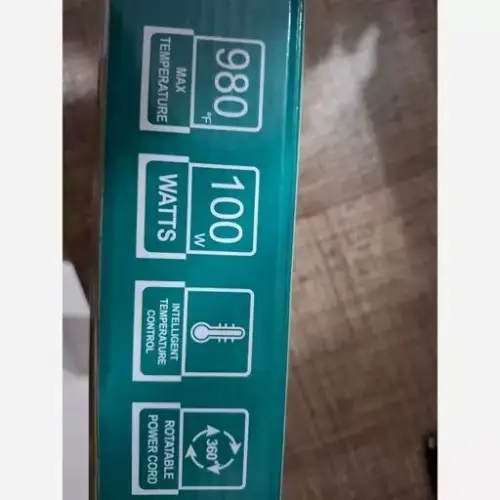 980
°F
MAX
TEMPERATURE
100
W
WATTS
INTELLIGENT
TEMPERATURE
CONTROL
360°
ROTATABLE
POWER CORD